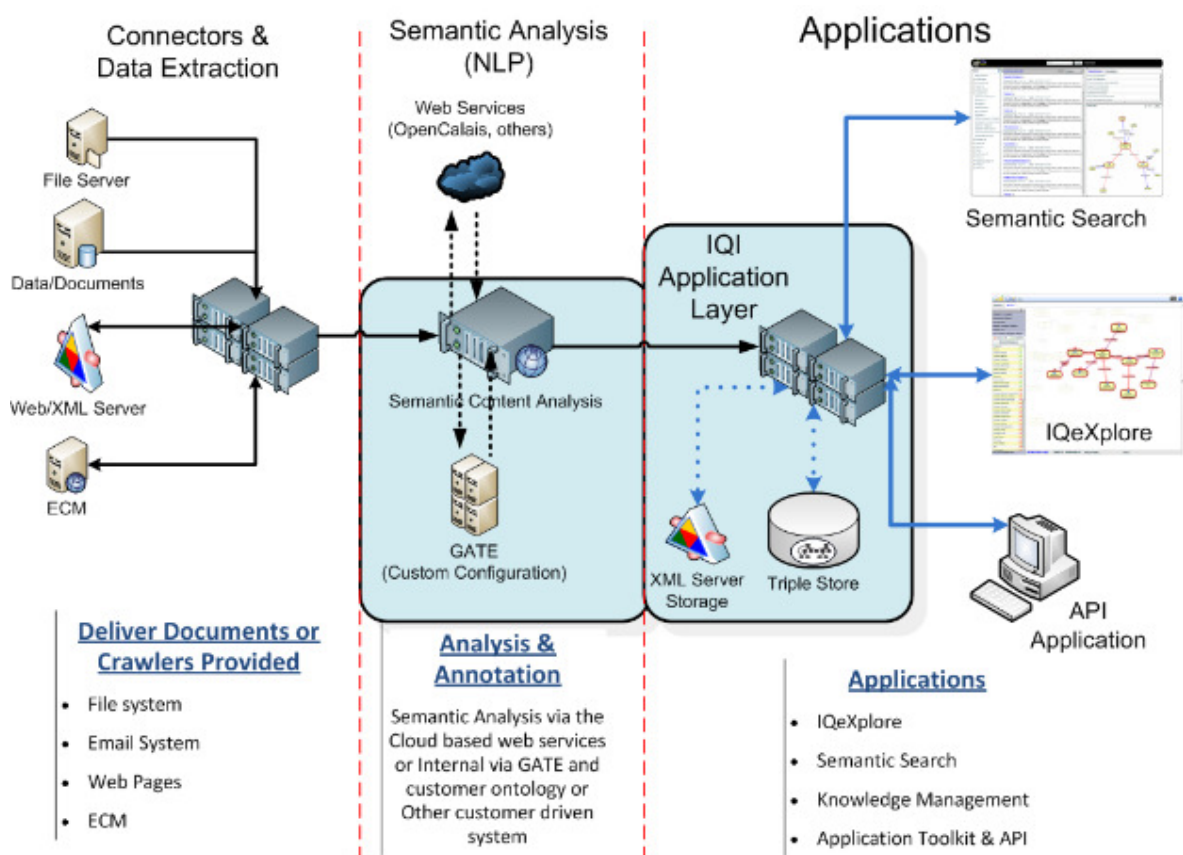 Connectors &
Data Extraction
File Server
Data/Documents
Web/XML Server
ECM
Deliver Documents or
Crawlers Provided
• File system
• Email System
• Web Pages
• ECM
Semantic Analysis
(NLP)
Web Services
(OpenCalais, others)
Semantic Content Analysis
GATE
(Custom Configuration)
Analysis &
Annotation
Semantic Analysis via the
Cloud based web services
or Internal via GATE and
customer ontology or
Other customer driven
system
Applications
Semantic Search
IQI
Application
Layer
IQeXplore
XML Server
Storage
Triple Store
API
Application
Applications
• IQeXplore
• Semantic Search
• Knowledge Management
• Application Toolkit & API